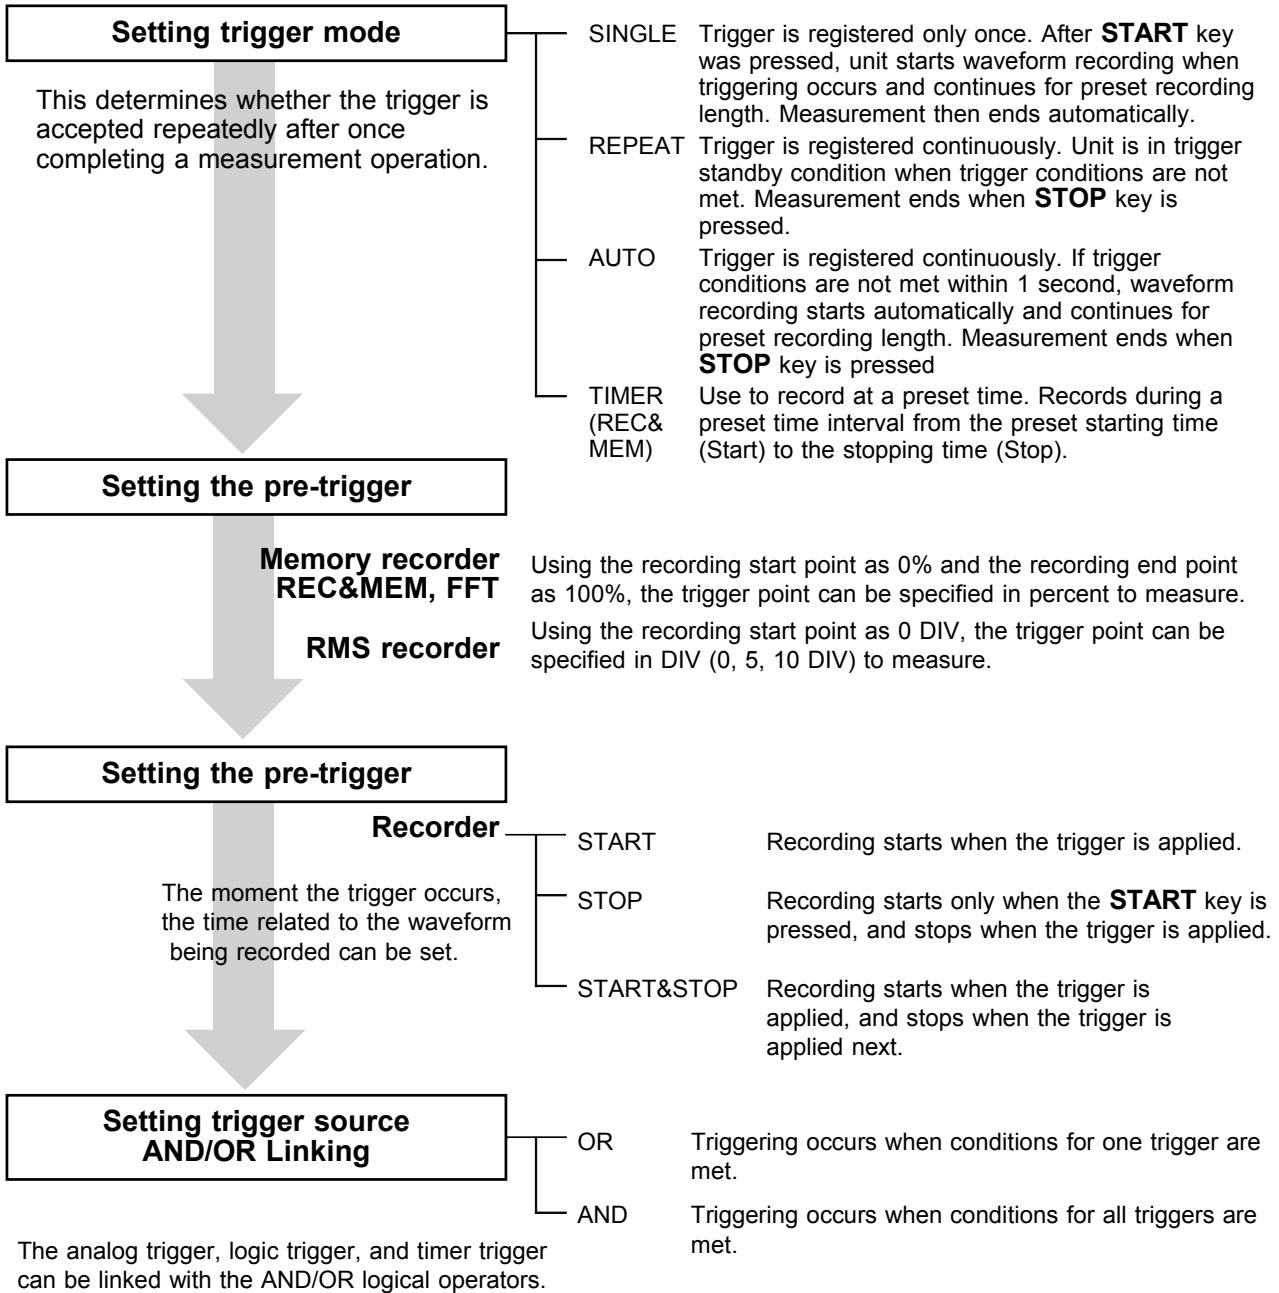 Setting trigger mode
This determines whether the trigger is
accepted repeatedly after once
completing a measurement operation.
SINGLE Trigger is registered only once. After START key
was pressed, unit starts waveform recording when
triggering occurs and continues for preset recording
length. Measurement then ends automatically.
REPEAT Trigger is registered continuously. Unit is in trigger
standby condition when trigger conditions are not
met. Measurement ends when STOP key is
pressed.
AUTO Trigger is registered continuously. If trigger
conditions are not met within 1 second, waveform
recording starts automatically and continues for
preset recording length. Measurement ends when
STOP key is pressed
TIMER Use to record at a preset time. Records during a
(REC& preset time interval from the preset starting time
MEM) (Start) to the stopping time (Stop).
Setting the pre-trigger
Memory recorder
REC&MEM, FFT
Using the recording start point as 0% and the recording end point
as 100%, the trigger point can be specified in percent to measure.
RMS recorder
Using the recording start point as 0 DIV, the trigger point can be
specified in DIV (0, 5, 10 DIV) to measure.
Setting the pre-trigger
Recorder
The moment the trigger occurs,
the time related to the waveform
being recorded can be set.
START Recording starts when the trigger is applied.
STOP Recording starts only when the START key is
pressed, and stops when the trigger is applied.
START&STOP Recording starts when the trigger is
applied, and stops when the trigger is
applied next.
Setting trigger source
AND/OR Linking
OR Triggering occurs when conditions for one trigger are
met.
AND Triggering occurs when conditions for all triggers are
met.
The analog trigger, logic trigger, and timer trigger
can be linked with the AND/OR logical operators.